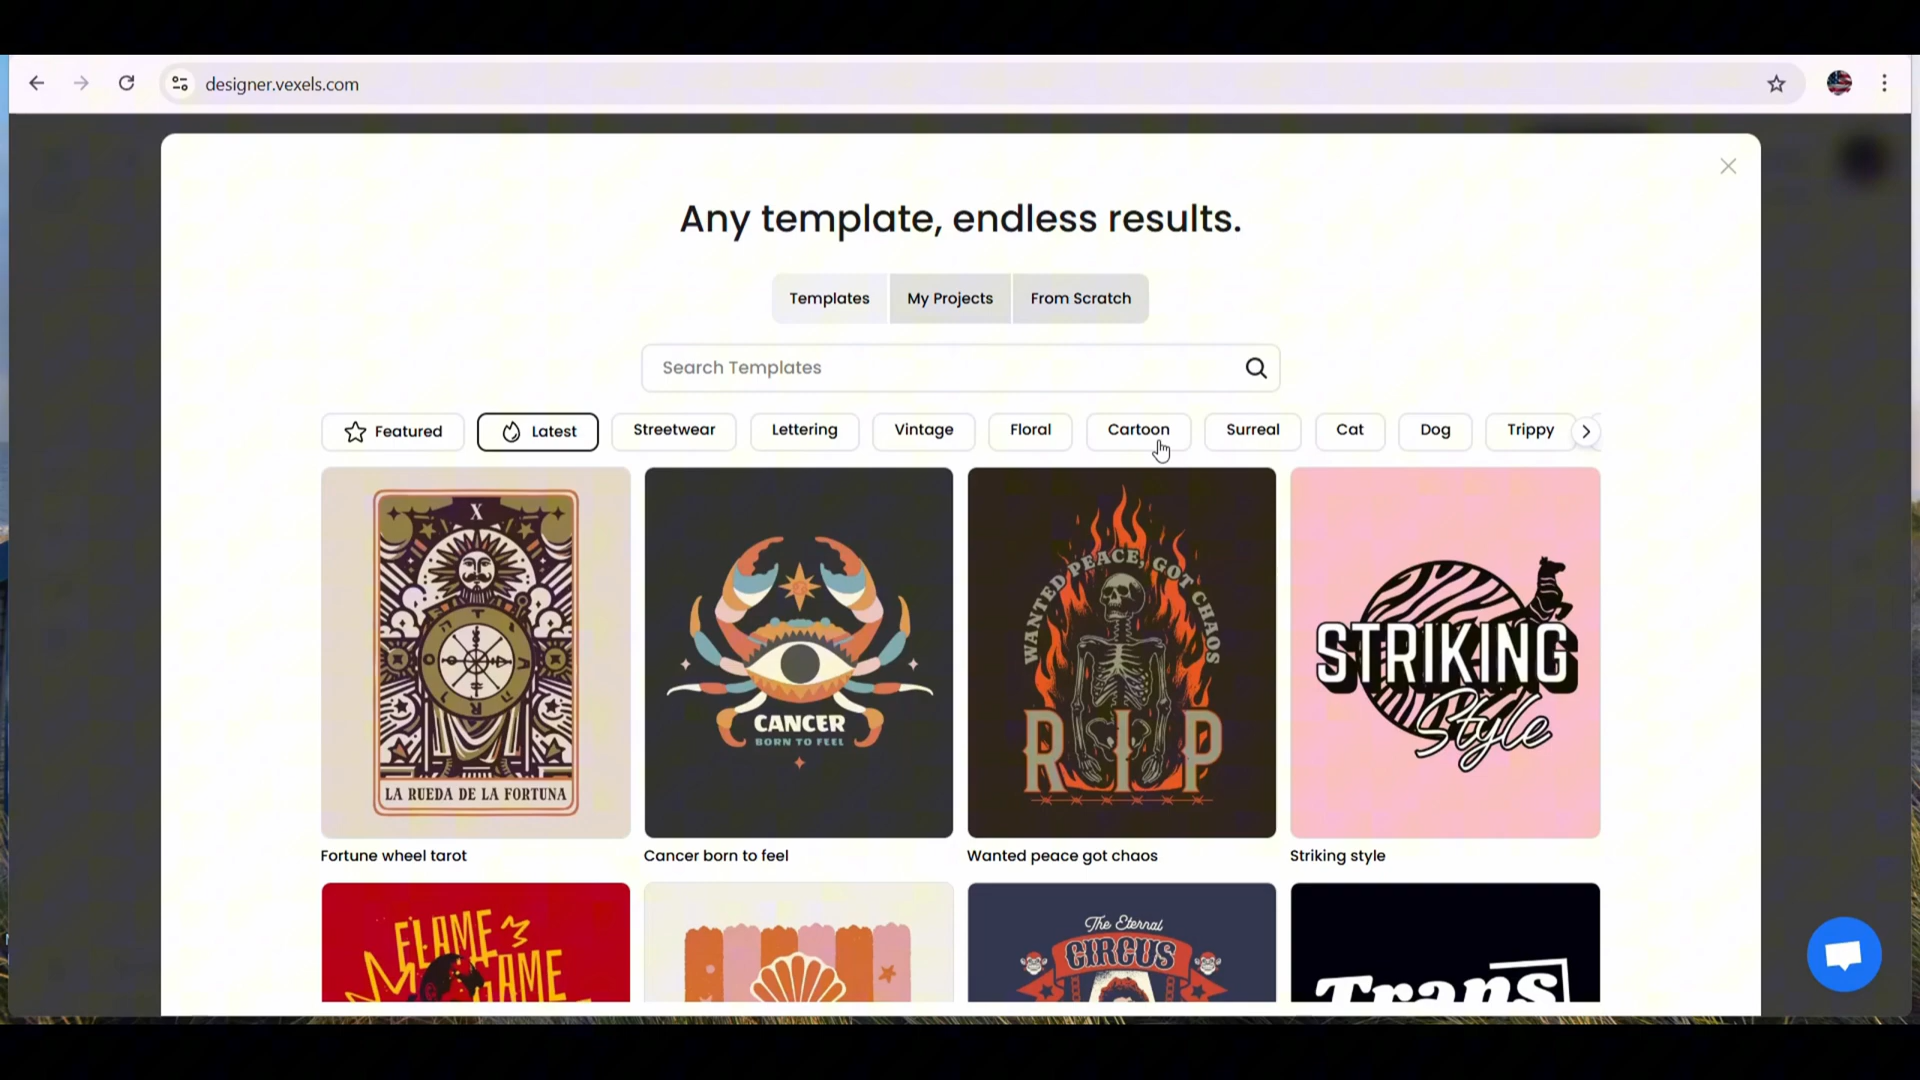 designer.vexels.com
Any template, endless results.
Templates
My Projects
From Scratch
Search Templates
Featured
Latest
Streetwear
Lettering
Vintage
Floral
Cartoon
Surreal
Cat
Dog
Trippy
X
LA RUEDA DE LA FORTUNA
CANCER
BORN TO FEEL
WANTED PEACE, GOT CHAOS
RIP
STRIKING
Style
Fortune wheel tarot
Cancer born to feel
Wanted peace got chaos
Striking style
FLAME
The Eternal
CIRCUS
Trans